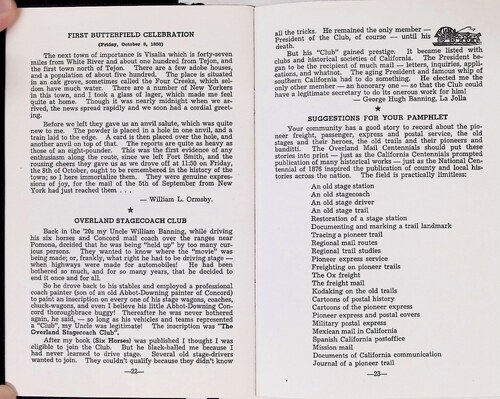 FIRST BUTTERFIELD CELEBRATION
(Friday, October 8, 1858)
The next town of importance is Visalia which is forty-seven
miles from White River and about one hundred from Tejon, and
the first town north of Tejon. There are a few adobe houses,
and a population of about five hundred. The place is situated
in an oak grove, sometimes called the Four Creeks, which sel-
dom have much water. There are a number of New Yorkers
in this town, and I took a glass of lager, which made me feel
quite at home. Though it was nearly midnight when we ar-
rived, the news spread rapidly and we soon had a cordial greet-
ing.
Before we left they gave us an anvil salute, which was quite
new to me. The powder is placed in a hole in one anvil, and a
train laid to the edge. A card is then placed over the hole, and
another anvil on top of that. The reports are quite as heavy as
those of an eight-pounder. This was the first evidence of any
enthusiasm along the route, since we left Fort Smith, and the
rousing cheers they gave us as we drove off at 11:50 on Friday,
the 8th of October, ought to be remembered in the history of the
town; so I here immortalize them. They were genuine expres-
sions of joy, for the mail of the 5th of September from New
York had just reached them . . .
— William L. Ormsby.
★
OVERLAND STAGECOACH CLUB
Back in the '20s my Uncle William Banning, while driving
his six horses and Concord mail coach over the ranges near
Pomona, decided that he was being "held up" by too many cur-
ious persons. They wanted to know where the "movie" was
being made; or, frankly, what right he had to be driving stage —
when highways were made for automobiles! He had been
bothered so much, and for so many years, that he decided to
end it once and for all.
So he drove back to his stables and employed a professional
coach painter (son of an old Abbot-Downing painter of Concord)
to paint an inscription on every one of his stage wagons, coaches,
chuck-wagons, and even I believe his little Abbot-Downing Con-
cord thoroughbrace buggy! Thereafter he was never bothered
again, he said, — so long as his vehicles and teams represented
a "Club", my Uncle was legitimate! The inscription was "The
Overland Stagecoach Club".
After my book (Six Horses) was published I thought I was
eligible to join the Club. But he black-balled me because I
had never learned to drive stage. Several old stage-drivers
wanted to join. They couldn't qualify because they didn't know
—22—
all the tricks. He remained the only member —
President of the Club, of course — until his
death.
But his "Club" gained prestige. It became listed with
clubs and historical societies of California. The President be-
gan to be the recipient of much mail — letters, inquiries, appli-
cations, and whatnot. The aging President and famous whip of
southern California had to do something. He elected me the
only other member — an honorary one — so that the Club could
have a legitimate secretary to do its onerous work for him!
— George Hugh Banning, La Jolla
★
SUGGESTIONS FOR YOUR PAMPHLET
Your community has a good story to record about the pio-
neer freight, passenger, express and postal service, the old
stages and their heroes, the old trails and their pioneers and
banditti. The Overland Mail Centennials should put these
stories into print — just as the California Centennials prompted
publication of many historical works — just as the National Cen-
tennial of 1876 inspired the publication of county and local his-
tories across the nation. The field is practically limitless:
An old stage station
An old stagecoach
An old stage driver
An old stage trail
Restoration of a stage station
Documenting and marking a trail landmark
Tracing a pioneer trail
Regional mail routes
Regional trail studies
Pioneer express service
Freighting on pioneer trails
The Ox freight
The freight mail
Kodaking on the old trails
Cartoons of postal history
Cartoons of the pioneer express
Pioneer express and postal covers
Military postal express
Mexican mail in California
Spanish California postoffice
Mission mail
Documents of California communication
Journal of a pioneer trail
—23—